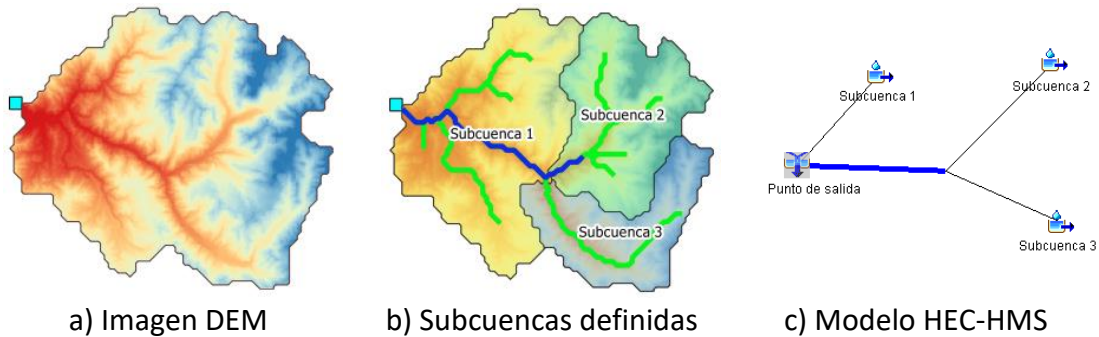 Subcuenca 1
Subcuenca 2
Subcuenca 3
Subcuenca 1
Subcuenca 2
Punto de salida
Subcuenca 3
a) Imagen DEM
b) Subcuencas definidas
c) Modelo HEC-HMS